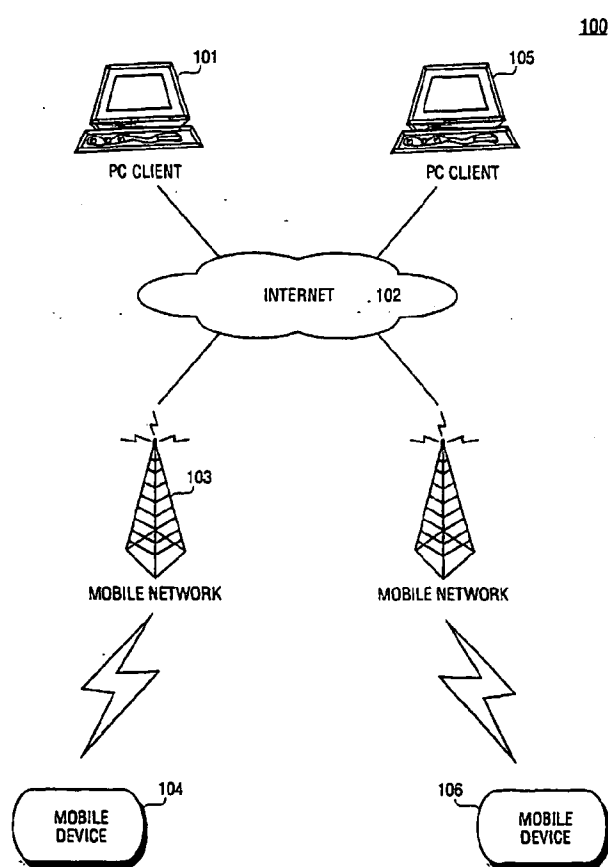 100
101
105
PC CLIENT
PC CLIENT
INTERNET 102
103
MOBILE NETWORK
MOBILE NETWORK
104
106
MOBILE
DEVICE
MOBILE
DEVICE